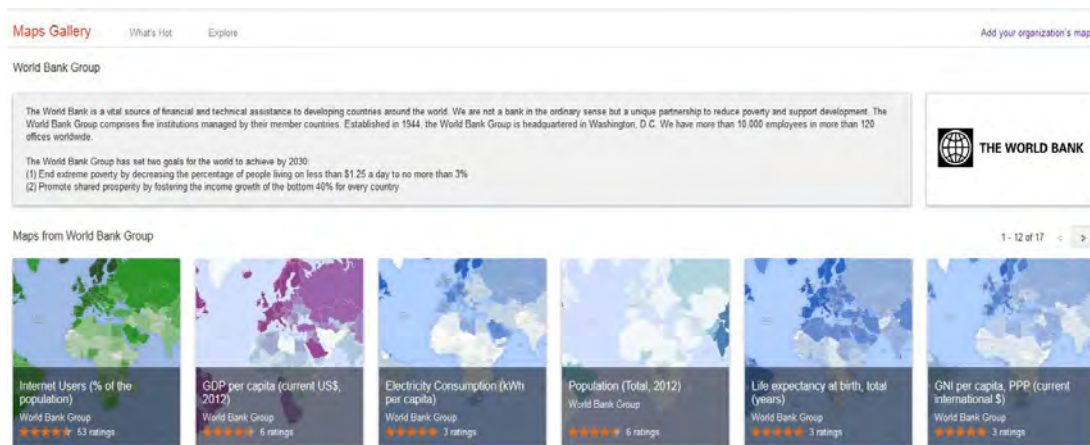 Maps Gallery What's Hot Explore Add your organization's map
World Bank Group
The World Bank is a vital source of financial and technical assistance to developing countries around the world. We are not a bank in the ordinary sense but a unique partnership to reduce poverty and support development. The
World Bank Group comprises five institutions managed by their member countries. Established in 1944, the World Bank Group is headquartered in Washington, D.C. We have more than 10,000 employees in more than 120
offices worldwide.
The World Bank Group has set two goals for the world to achieve by 2030:
(1) End extreme poverty by decreasing the percentage of people living on less than $1.25 a day to no more than 3%
(2) Promote shared prosperity by fostering the income growth of the bottom 40% for every country
THE WORLD BANK
Maps from World Bank Group 1 - 12 of 17 < >
Internet Users (% of the
population)
World Bank Group
53 ratings
GDP per capita (current US$,
2012)
World Bank Group
6 ratings
Electricity Consumption (kWh
per capita)
World Bank Group
3 ratings
Population (Total, 2012)
World Bank Group
6 ratings
Life expectancy at birth, total
(years)
World Bank Group
3 ratings
GNI per capita, PPP (current
international $)
World Bank Group
3 ratings